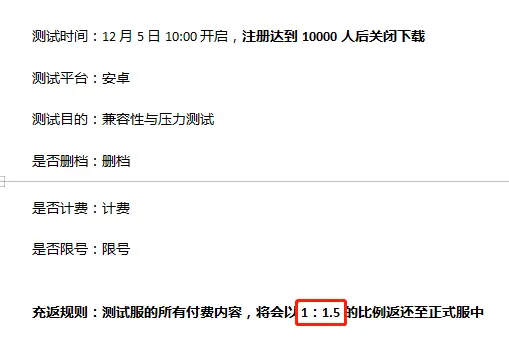 测试时间：12 月 5 日 10:00 开启，注册达到 10000 人后关闭下载
测试平台：安卓
测试目的：兼容性与压力测试
是否删档：删档
是否计费：计费
是否限号：限号
充返规则：测试服的所有付费内容，将会以 1：1.5 的比例返还至正式服中